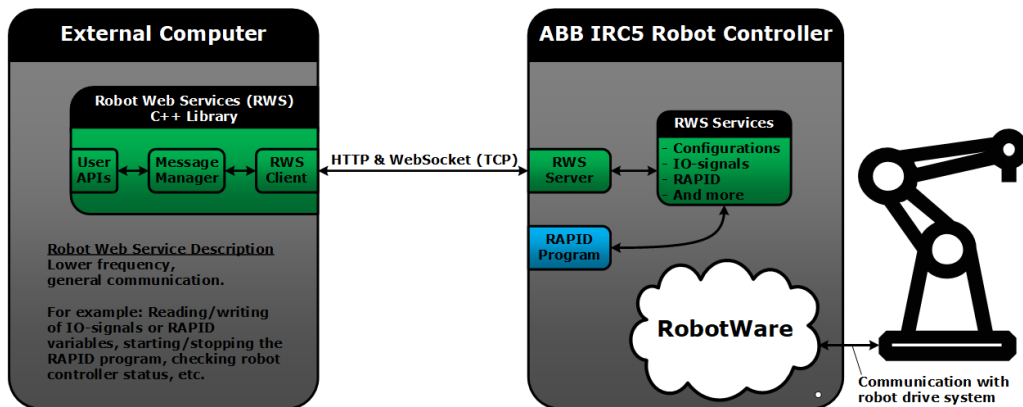 External Computer
Robot Web Services (RWS)
C++ Library
User
APIs
Message
Manager
RWS
Client
Robot Web Service Description
Lower frequency,
general communication.
For example: Reading/writing
of IO-signals or RAPID
variables, starting/stopping the
RAPID program, checking robot
controller status, etc.
HTTP & WebSocket (TCP)
ABB IRC5 Robot Controller
RWS
Server
RWS Services
- Configurations
- IO-signals
- RAPID
- And more
RAPID
Program
RobotWare
Communication with
robot drive system